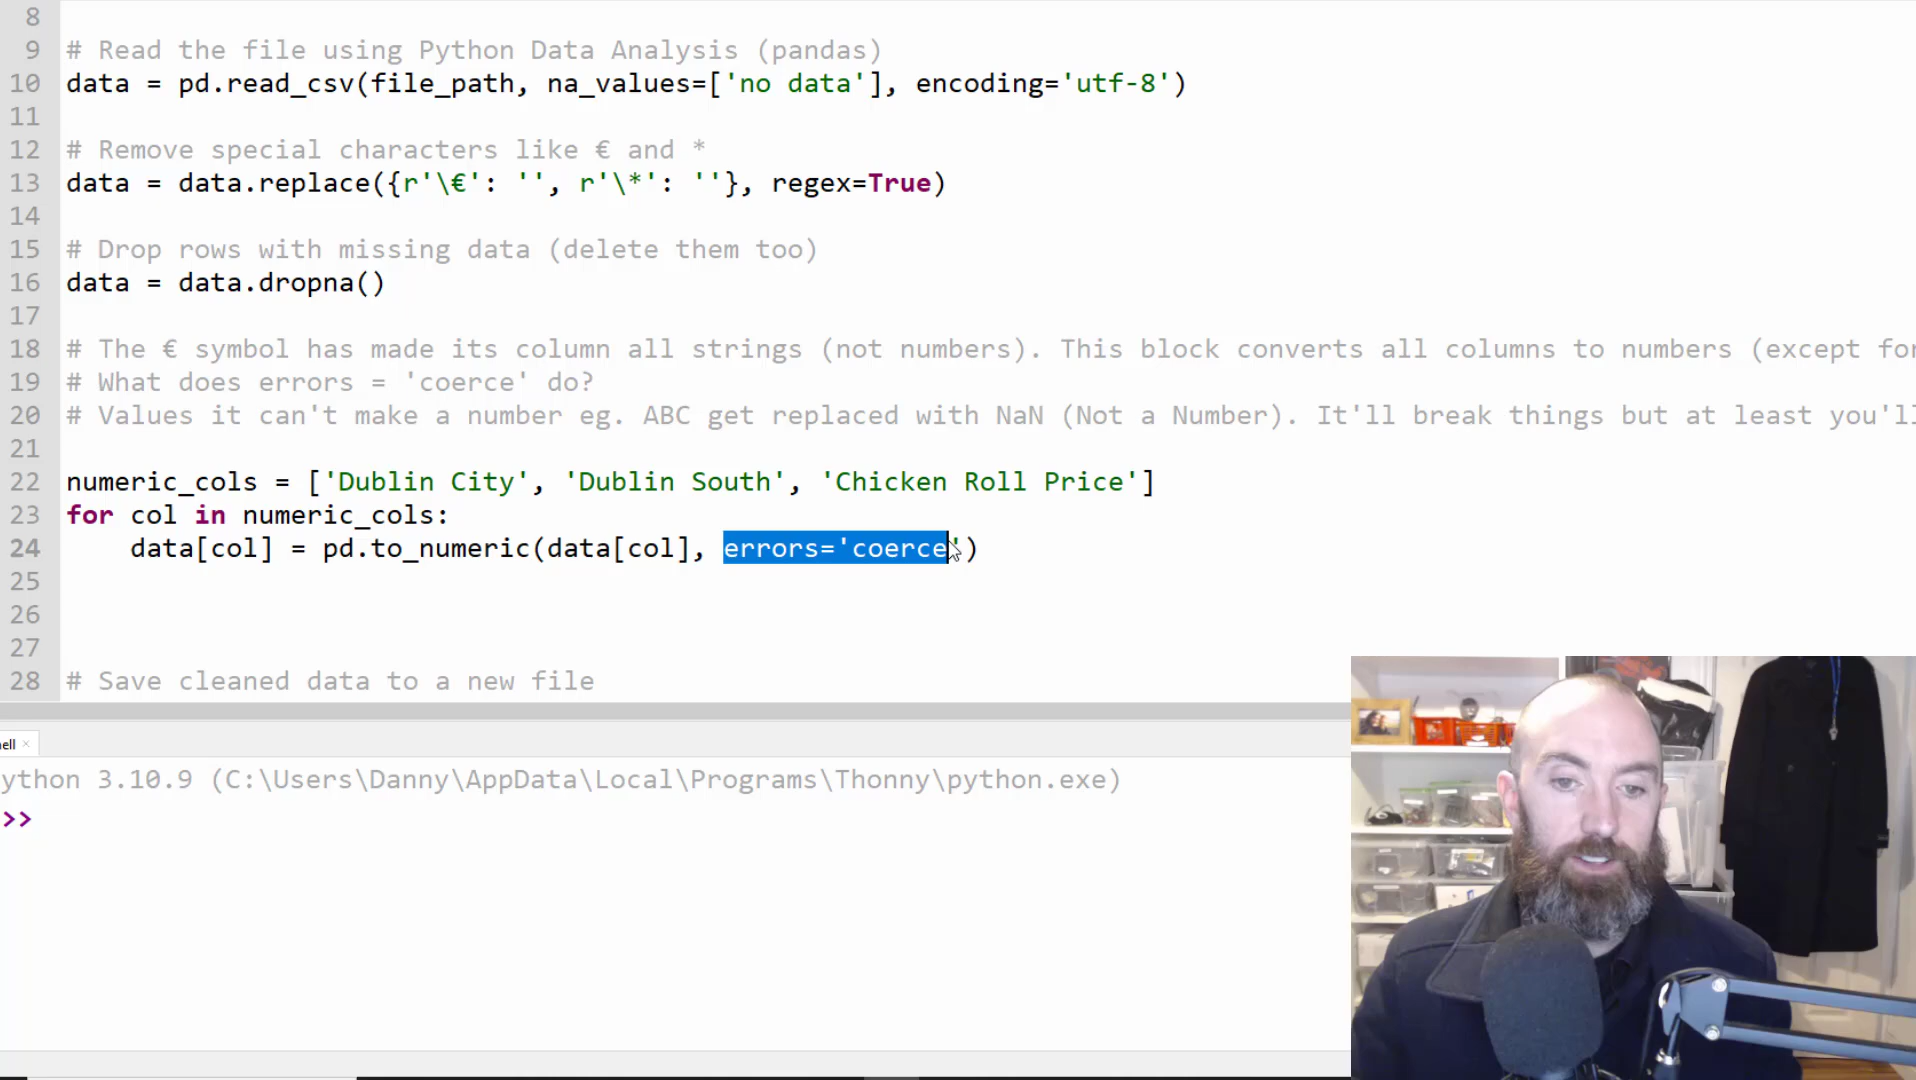 8
9 # Read the file using Python Data Analysis (pandas)
10 data = pd.read_csv(file_path, na_values=['no data'], encoding='utf-8')
11
12 # Remove special characters like € and *
13 data = data.replace({r'\€': '', r'\*': ''}, regex=True)
14
15 # Drop rows with missing data (delete them too)
16 data = data.dropna()
17
18 # The € symbol has made its column all strings (not numbers). This block converts all columns to numbers (except for
19 # What does errors = 'coerce' do?
20 # Values it can't make a number eg. ABC get replaced with NaN (Not a Number). It'll break things but at least you'll
21
22 numeric_cols = ['Dublin City', 'Dublin South', 'Chicken Roll Price']
23 for col in numeric_cols:
24 data[col] = pd.to_numeric(data[col], errors='coerce')
25
26
27
28 # Save cleaned data to a new file
ell ×
ython 3.10.9 (C:\Users\Danny\AppData\Local\Programs\Thonny\python.exe)
>>